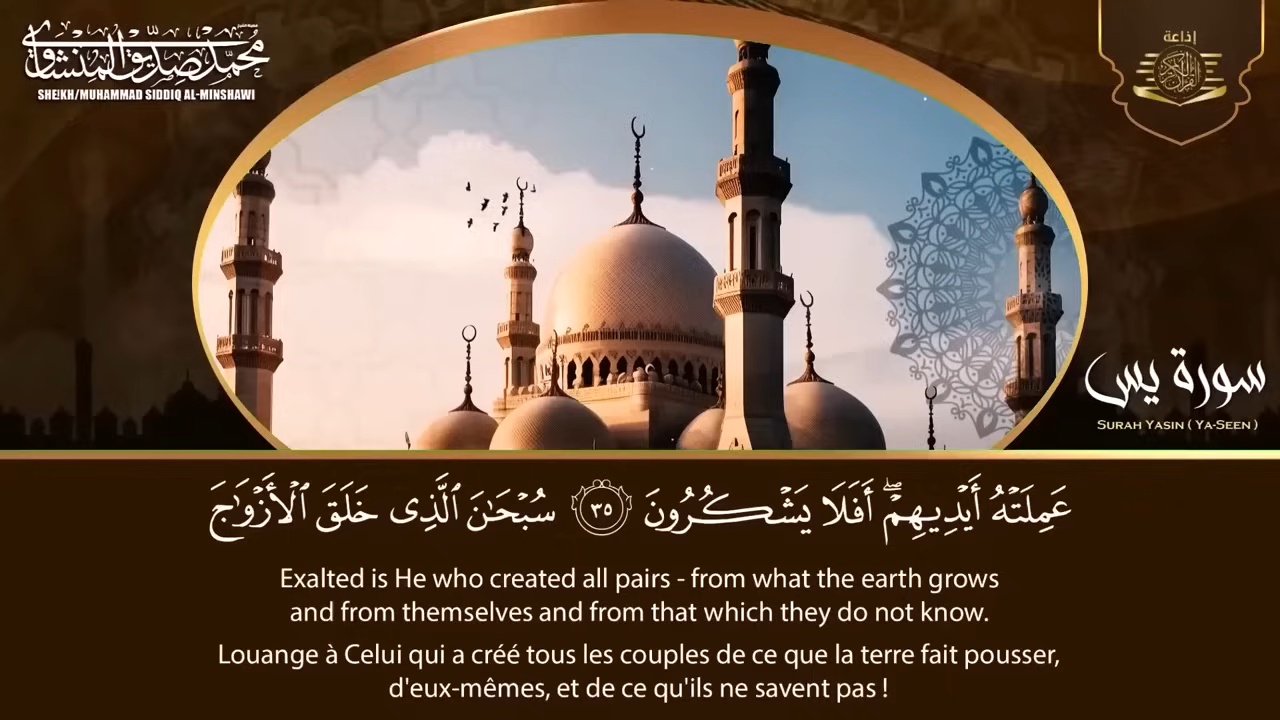 محمد صديق المنشاوي
SHEIKH/MUHAMMAD SIDDIQ AL-MINSHAWI
إذاعة
القرآن الكريم
سورة يس
SURAH YASIN ( YA-SEEN )
عَمِلَتْهُ أَيْدِيهِمْ ۖ أَفَلَا يَشْكُرُونَ ٣٥ سُبْحَـٰنَ ٱلَّذِى خَلَقَ ٱلْأَزْوَٰجَ
Exalted is He who created all pairs - from what the earth grows
and from themselves and from that which they do not know.
Louange à Celui qui a créé tous les couples de ce que la terre fait pousser,
d'eux-mêmes, et de ce qu'ils ne savent pas !